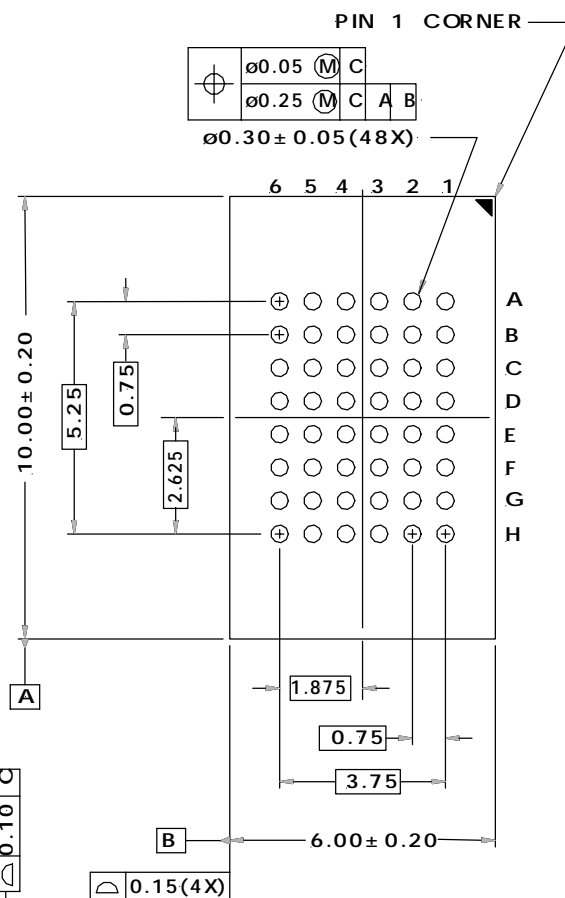 PIN 1 CORNER
ø0.05 Ⓜ C
ø0.25 Ⓜ C A B
ø0.30±0.05(48X)
6 5 4 3 2 1
A
B
C
D
E
F
G
H
10.00±0.20
5.25
0.75
2.625
A
1.875
0.75
3.75
B
6.00±0.20
0.10 C
0.15(4X)